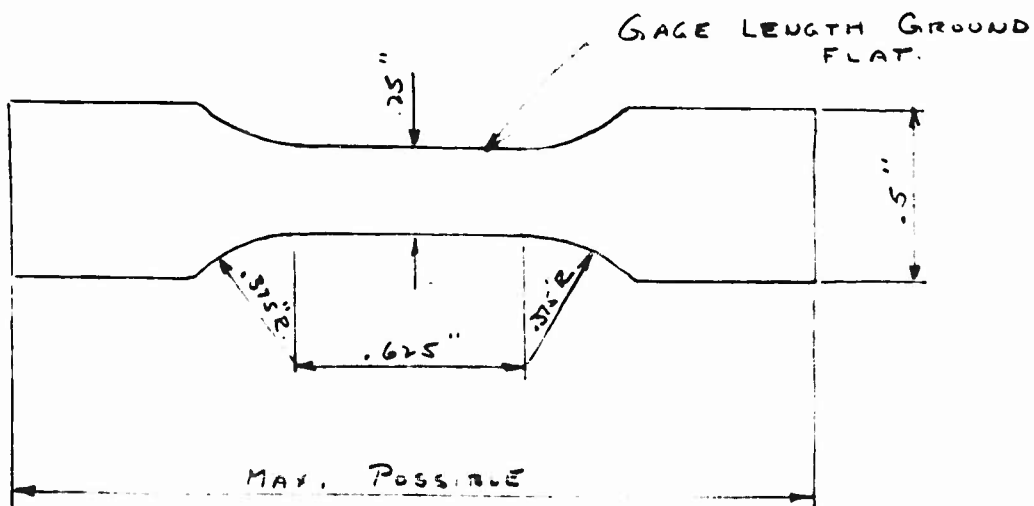 GAGE LENGTH GROUND
FLAT.
.25"
.5"
.375"R
.375"R
.625"
MAX. POSSIBLE